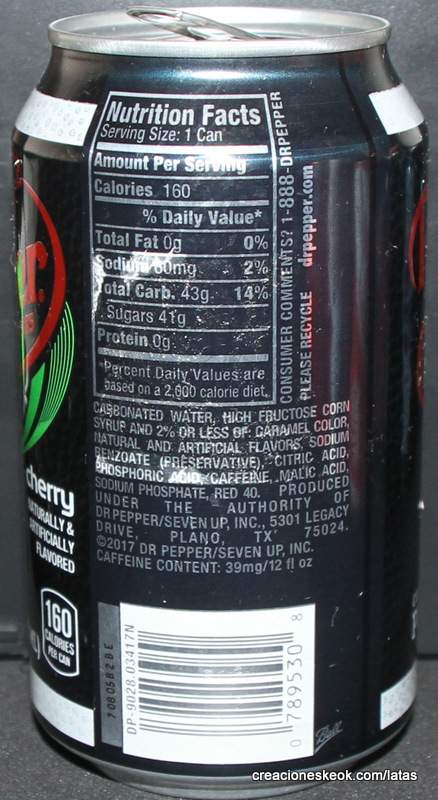 Nutrition Facts
Serving Size: 1 Can
Amount Per Serving
Calories 160
% Daily Value*
Total Fat 0g 0%
Sodium 60mg 2%
Total Carb. 43g 14%
Sugars 41g
Protein 0g
*Percent Daily Values are
based on a 2,000 calorie diet.
CONSUMER COMMENTS? 1-888-DRPEPPER
PLEASE RECYCLE drpepper.com
CARBONATED WATER, HIGH FRUCTOSE CORN
SYRUP AND 2% OR LESS OF: CARAMEL COLOR,
NATURAL AND ARTIFICIAL FLAVORS, SODIUM
BENZOATE (PRESERVATIVE), CITRIC ACID,
PHOSPHORIC ACID, CAFFEINE, MALIC ACID,
SODIUM PHOSPHATE, RED 40. PRODUCED
UNDER THE AUTHORITY OF
DR PEPPER/SEVEN UP, INC., 5301 LEGACY
DRIVE, PLANO, TX 75024.
©2017 DR PEPPER/SEVEN UP, INC.
CAFFEINE CONTENT: 39mg/12 fl oz
cherry
NATURALLY &
ARTIFICIALLY
FLAVORED
160
CALORIES
PER CAN
DP-9028.03417N
0 789530 8
Ball
creacioneskeok.com/latas